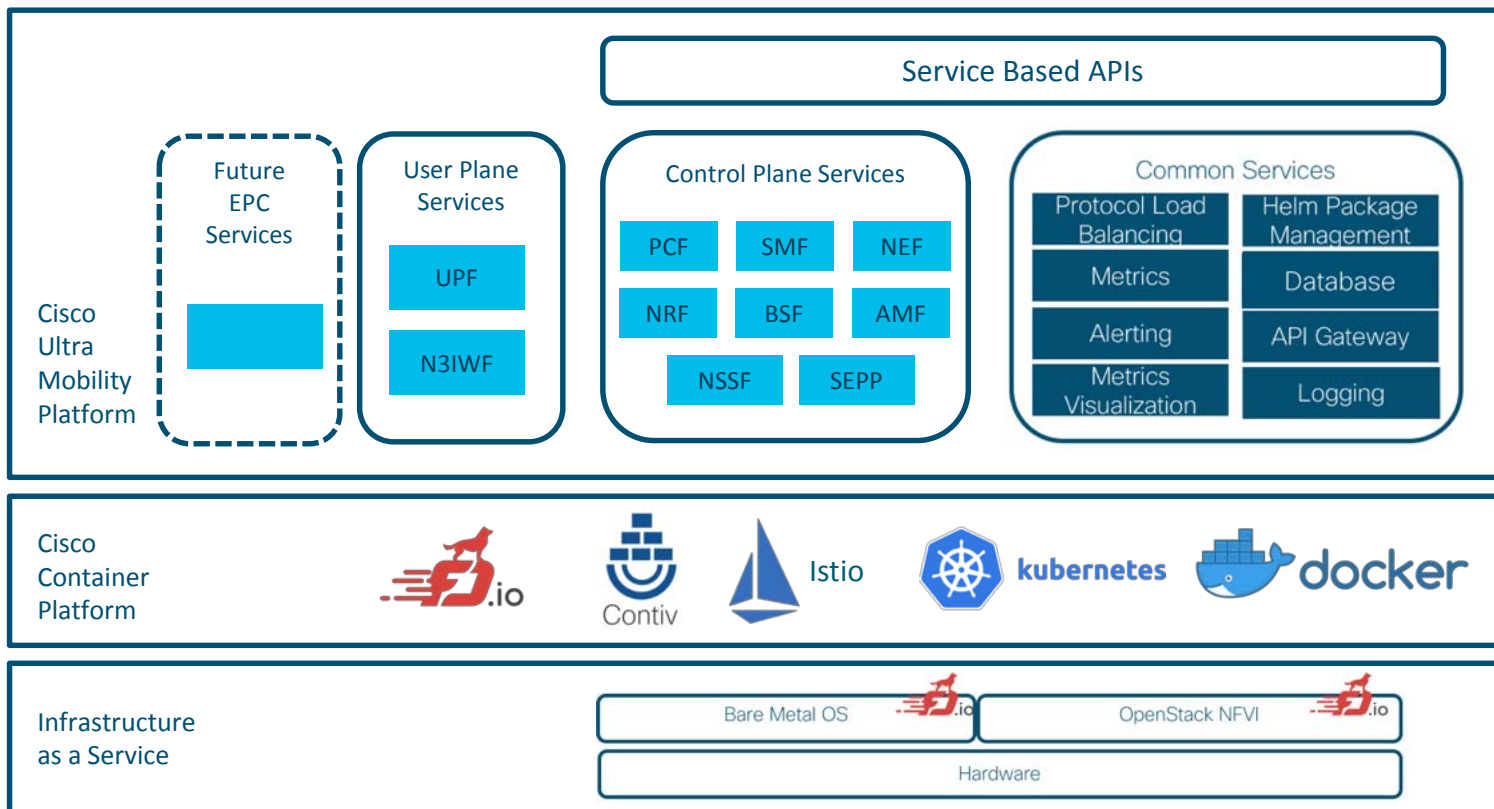 Service Based APIs
Future
EPC
Services
User Plane
Services
UPF
N3IWF
Control Plane Services
PCF
SMF
NEF
NRF
BSF
AMF
NSSF
SEPP
Common Services
Protocol Load
Balancing
Helm Package
Management
Metrics
Database
Alerting
API Gateway
Metrics
Visualization
Logging
Cisco
Ultra
Mobility
Platform
Cisco
Container
Platform
FD.io
Contiv
Istio
kubernetes
docker
Infrastructure
as a Service
Bare Metal OS
FD.io
OpenStack NFVI
FD.io
Hardware